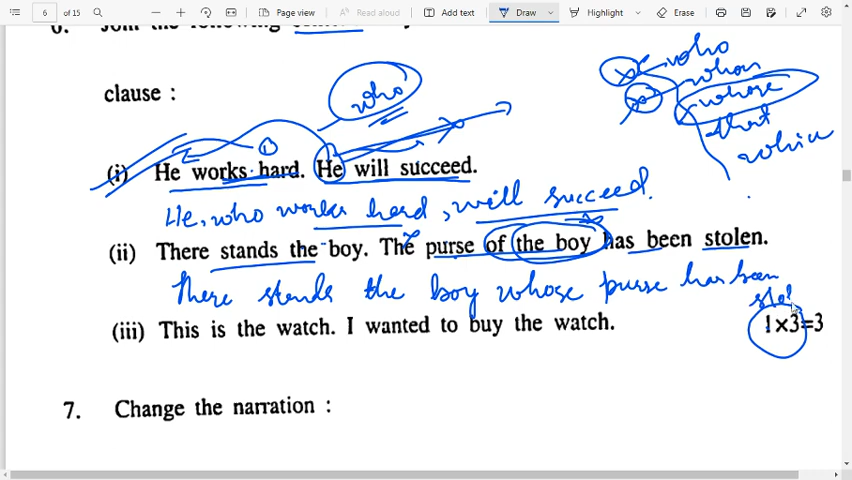 6 of 15
Page view
Read aloud
Add text
Draw
Highlight
Erase
Share
clause :
who
who
whom
whose
that
which
(i) He works hard. He will succeed.
He, who works hard, will succeed.
(ii) There stands the boy. The purse of the boy has been stolen.
There stands the boy whose purse has been
(iii) This is the watch. I wanted to buy the watch.
1×3=3
7. Change the narration :